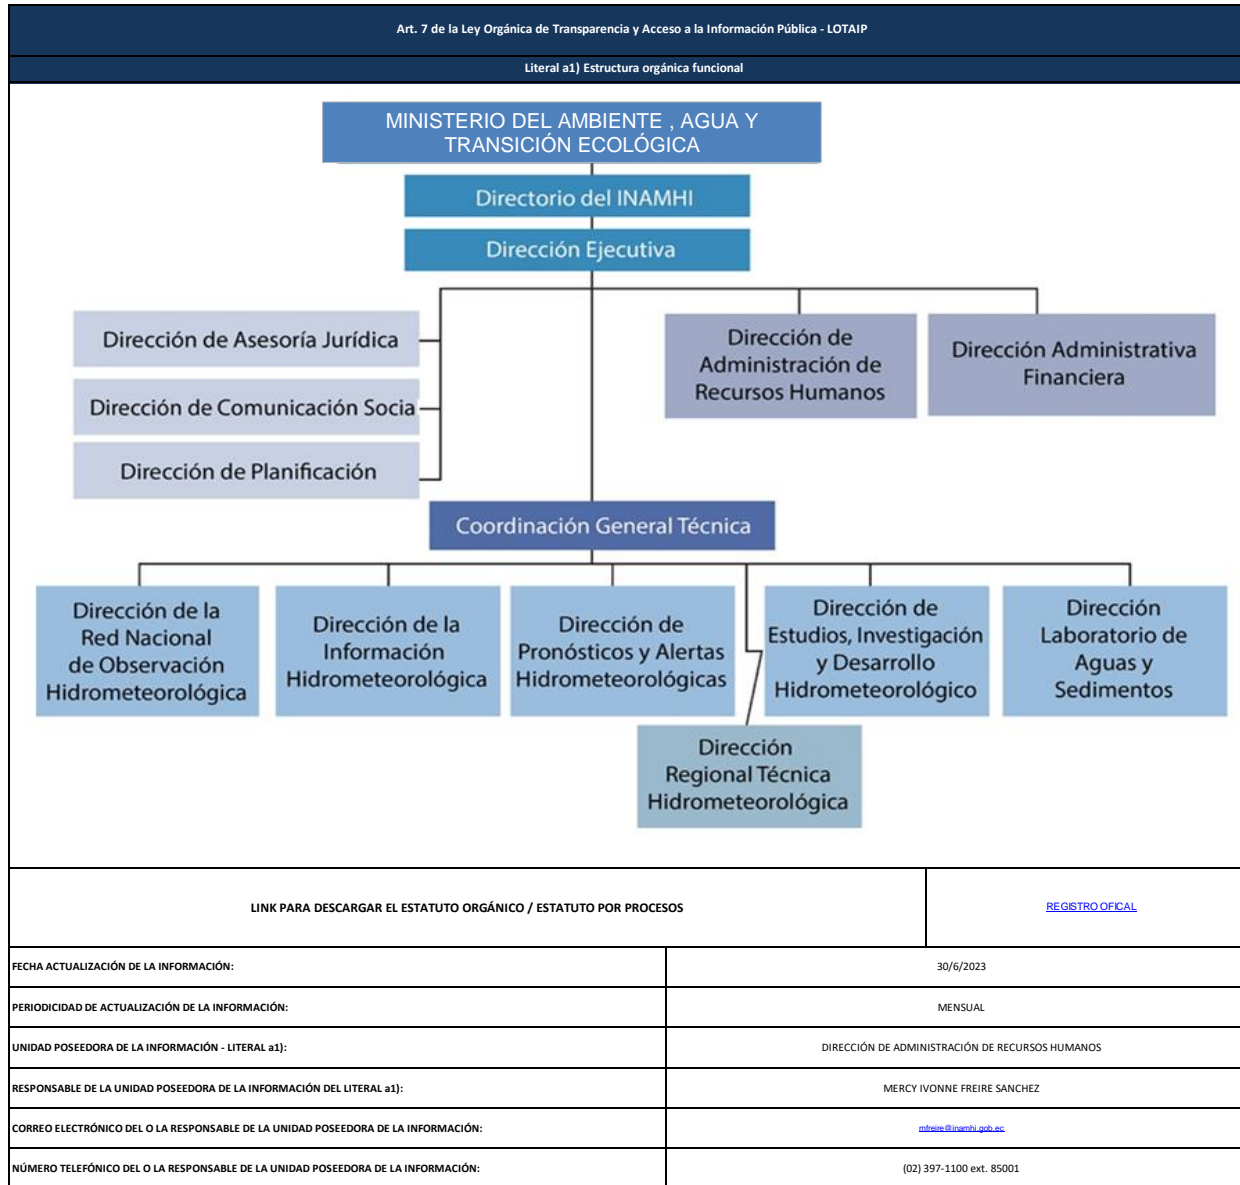 Art. 7 de la Ley Orgánica de Transparencia y Acceso a la Información Pública - LOTAIP
Literal a1) Estructura orgánica funcional
MINISTERIO DEL AMBIENTE , AGUA Y
TRANSICIÓN ECOLÓGICA
Directorio del INAMHI
Dirección Ejecutiva
Dirección de Asesoría Jurídica
Dirección de Comunicación Socia
Dirección de Planificación
Dirección de
Administración de
Recursos Humanos
Dirección Administrativa
Financiera
Coordinación General Técnica
Dirección de la
Red Nacional
de Observación
Hidrometeorológica
Dirección de la
Información
Hidrometeorológica
Dirección de
Pronósticos y Alertas
Hidrometeorológicas
Dirección de
Estudios, Investigación
y Desarrollo
Hidrometeorológico
Dirección
Laboratorio de
Aguas y
Sedimentos
Dirección
Regional Técnica
Hidrometeorológica
LINK PARA DESCARGAR EL ESTATUTO ORGÁNICO / ESTATUTO POR PROCESOS
REGISTRO OFICAL
FECHA ACTUALIZACIÓN DE LA INFORMACIÓN:
30/6/2023
PERIODICIDAD DE ACTUALIZACIÓN DE LA INFORMACIÓN:
MENSUAL
UNIDAD POSEEDORA DE LA INFORMACIÓN - LITERAL a1):
DIRECCIÓN DE ADMINISTRACIÓN DE RECURSOS HUMANOS
RESPONSABLE DE LA UNIDAD POSEEDORA DE LA INFORMACIÓN DEL LITERAL a1):
MERCY IVONNE FREIRE SANCHEZ
CORREO ELECTRÓNICO DEL O LA RESPONSABLE DE LA UNIDAD POSEEDORA DE LA INFORMACIÓN:
mfreire@inamhi.gob.ec
NÚMERO TELEFÓNICO DEL O LA RESPONSABLE DE LA UNIDAD POSEEDORA DE LA INFORMACIÓN:
(02) 397-1100 ext. 85001